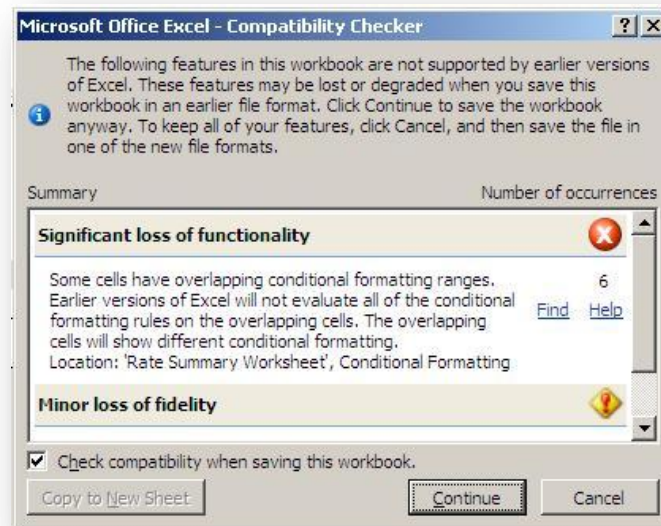 Microsoft Office Excel - Compatibility Checker
The following features in this workbook are not supported by earlier versions
of Excel. These features may be lost or degraded when you save this
workbook in an earlier file format. Click Continue to save the workbook
anyway. To keep all of your features, click Cancel, and then save the file in
one of the new file formats.
Summary Number of occurrences
Significant loss of functionality
Some cells have overlapping conditional formatting ranges. 6
Earlier versions of Excel will not evaluate all of the conditional
formatting rules on the overlapping cells. The overlapping Find Help
cells will show different conditional formatting.
Location: 'Rate Summary Worksheet', Conditional Formatting
Minor loss of fidelity
Check compatibility when saving this workbook.
Copy to New Sheet Continue Cancel